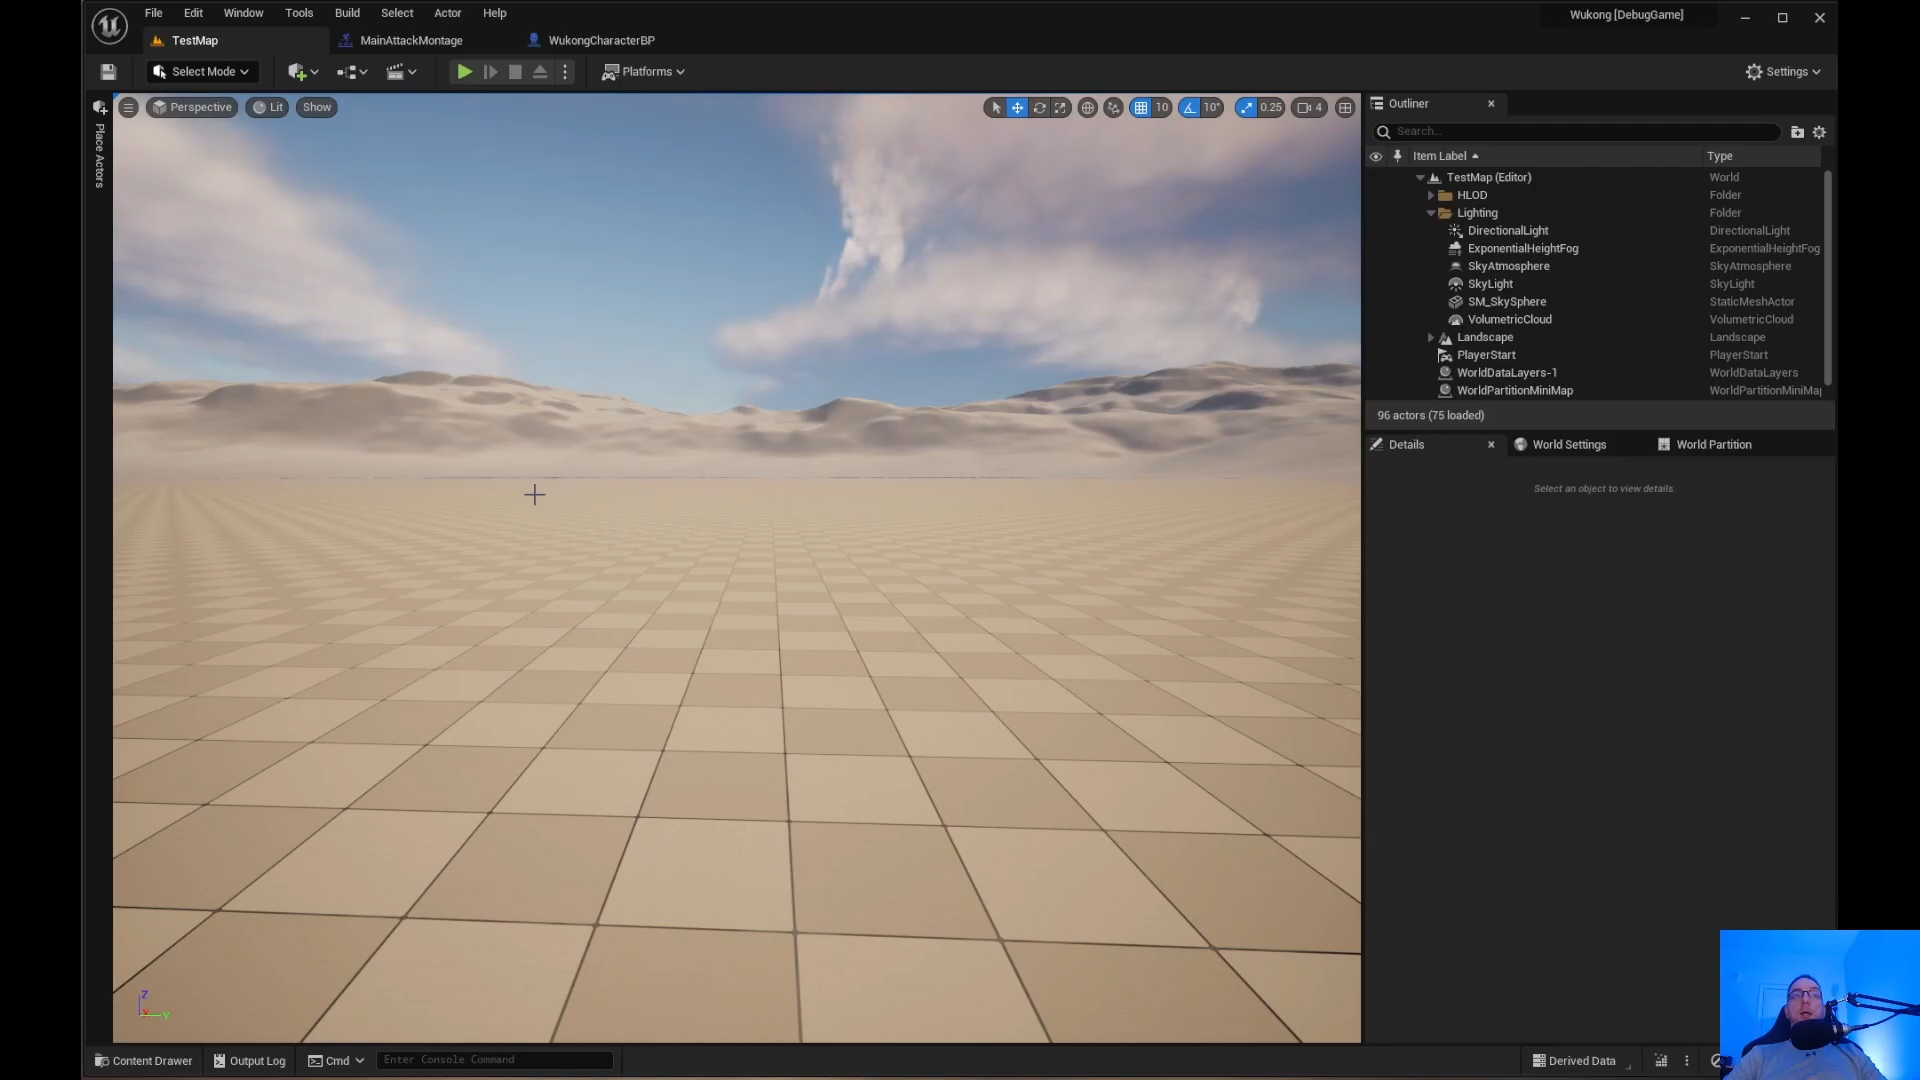 File Edit Window Tools Build Select Actor Help
Wukong [DebugGame]
TestMap MainAttackMontage WukongCharacterBP
Select Mode Platforms Settings
Place Actors
Perspective Lit Show 10 10° 0.25 4
Outliner
Search...
Item Label Type
TestMap (Editor) World
HLOD Folder
Lighting Folder
DirectionalLight DirectionalLight
ExponentialHeightFog ExponentialHeightFog
SkyAtmosphere SkyAtmosphere
SkyLight SkyLight
SM_SkySphere StaticMeshActor
VolumetricCloud VolumetricCloud
Landscape Landscape
PlayerStart PlayerStart
WorldDataLayers-1 WorldDataLayers
WorldPartitionMiniMap WorldPartitionMiniMa
96 actors (75 loaded)
Details World Settings World Partition
Select an object to view details.
Z
X Y
Content Drawer Output Log Cmd Enter Console Command Derived Data